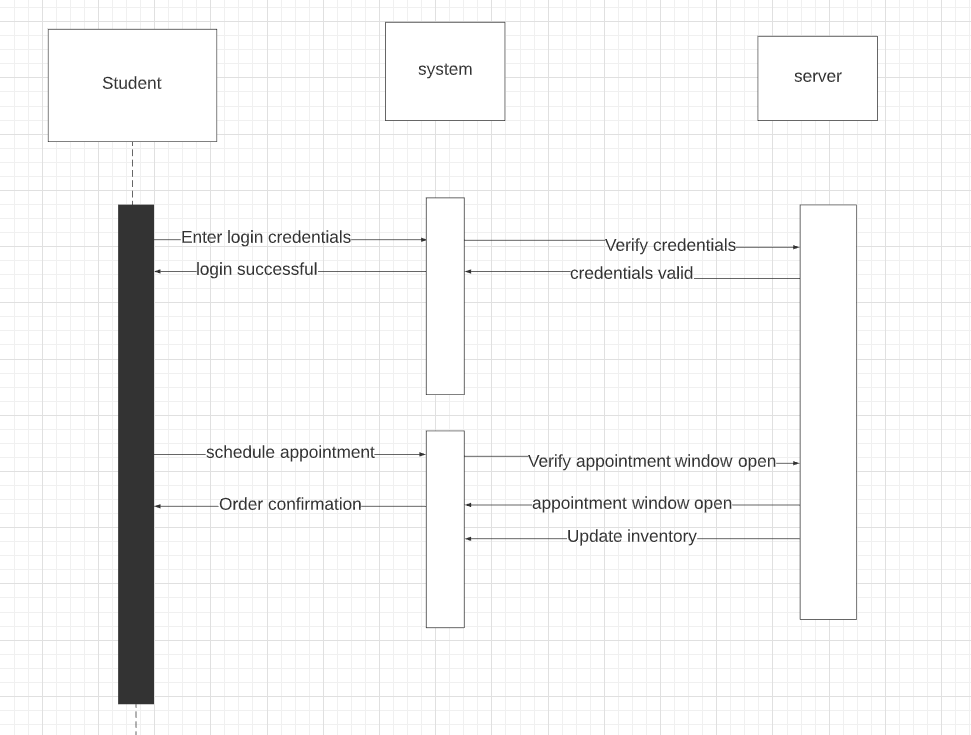 Student
system
server
Enter login credentials
Verify credentials
login successful
credentials valid
schedule appointment
Verify appointment window open
Order confirmation
appointment window open
Update inventory